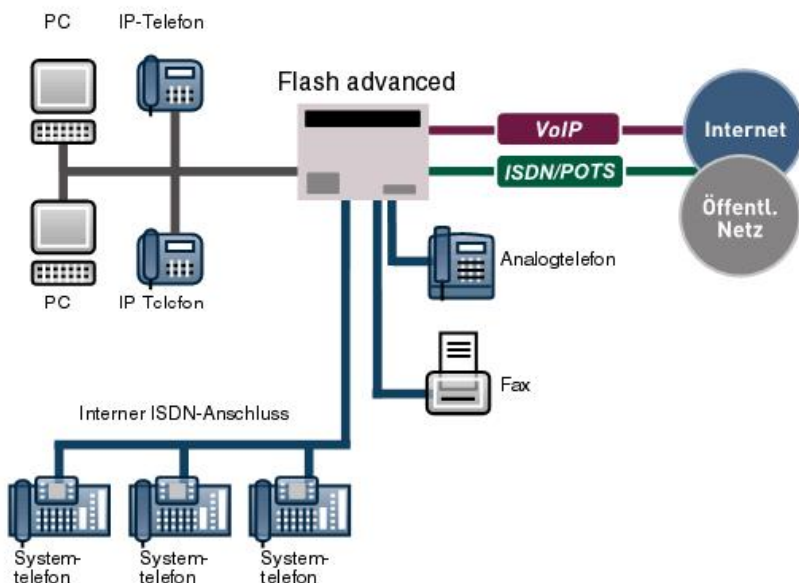 PC
IP-Telefon
Flash advanced
VoIP
Internet
ISDN/POTS
Öffentl.
Netz
Analogtelefon
PC
IP Telefon
Fax
Interner ISDN-Anschluss
System-
telefon
System-
telefon
System-
telefon